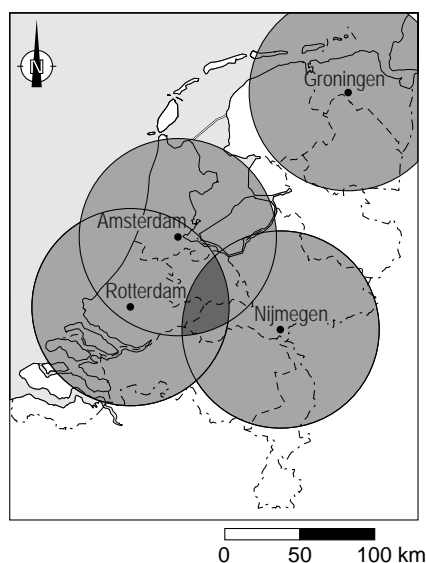 N
Groningen
Amsterdam
Rotterdam
Nijmegen
0 50 100 km